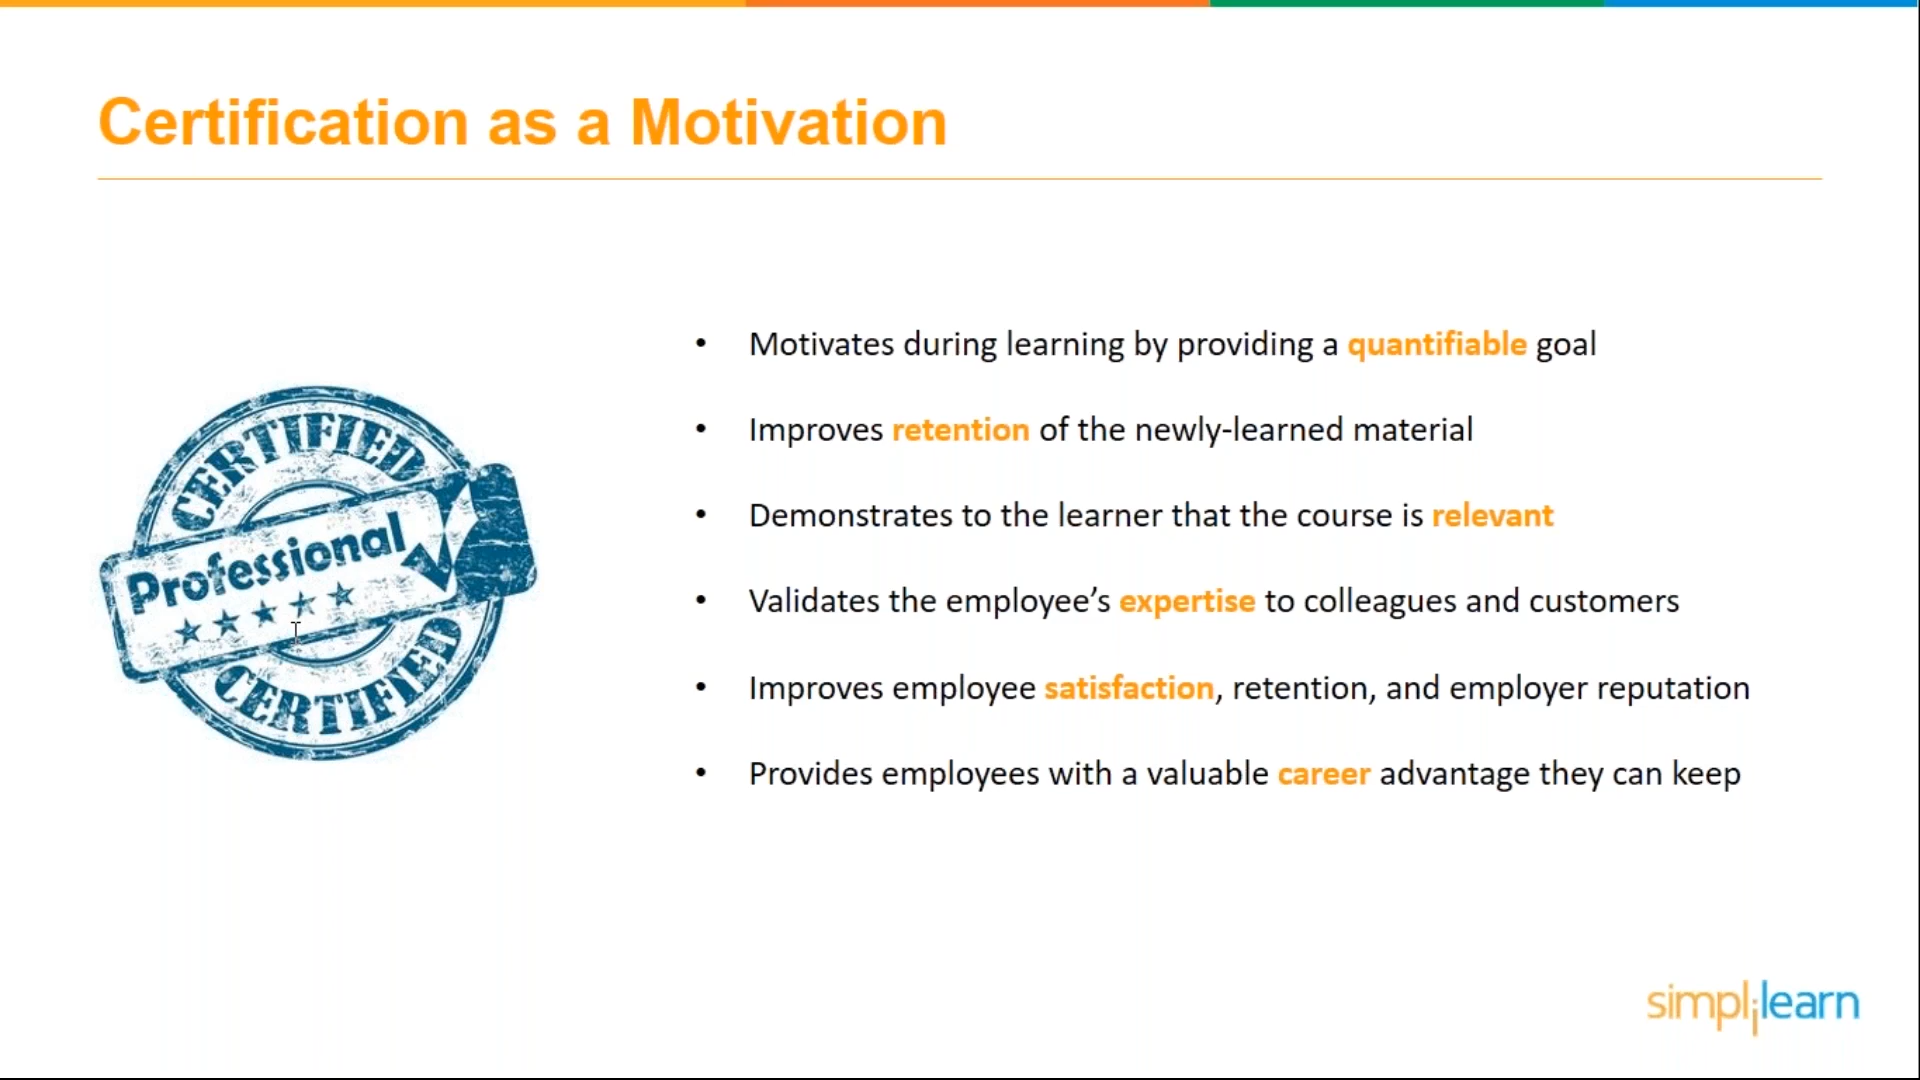 Certification as a Motivation
• Motivates during learning by providing a quantifiable goal
• Improves retention of the newly-learned material
• Demonstrates to the learner that the course is relevant
• Validates the employee’s expertise to colleagues and customers
• Improves employee satisfaction, retention, and employer reputation
• Provides employees with a valuable career advantage they can keep
CERTIFIED
Professional
CERTIFIED
simplilearn